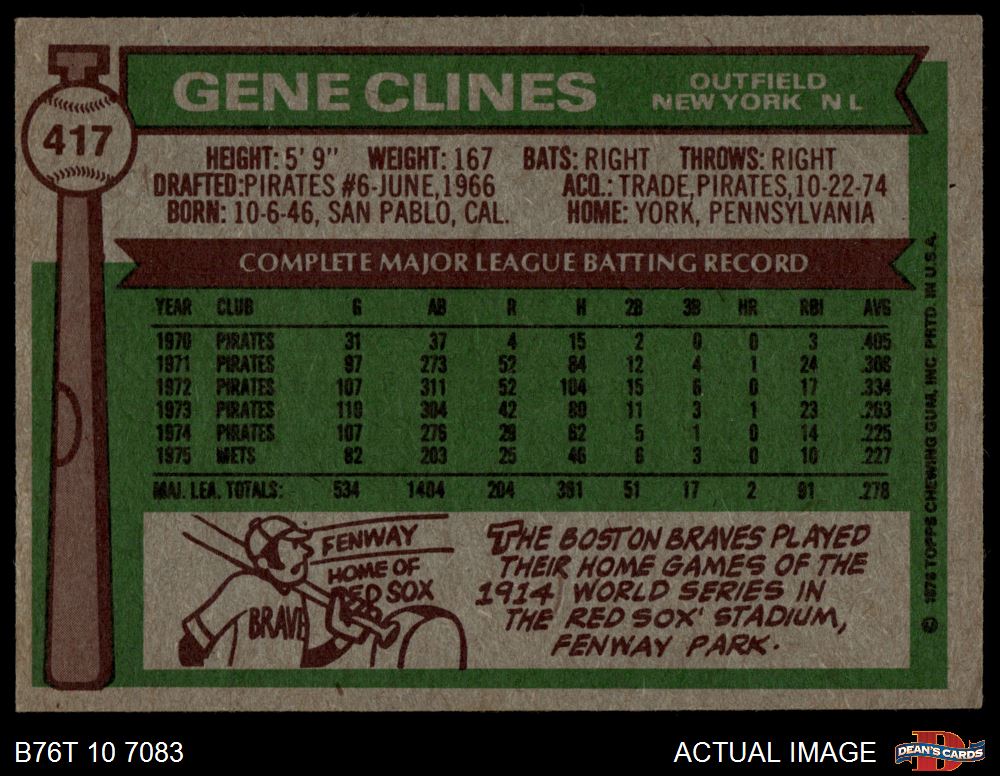 GENE CLINES
OUTFIELD
NEW YORK N L
417
HEIGHT: 5' 9" WEIGHT: 167 BATS: RIGHT THROWS: RIGHT
DRAFTED: PIRATES #6-JUNE, 1966 ACQ.: TRADE, PIRATES, 10-22-74
BORN: 10-6-46, SAN PABLO, CAL. HOME: YORK, PENNSYLVANIA
COMPLETE MAJOR LEAGUE BATTING RECORD
YEAR CLUB G AB R H 2B 3B HR RBI AVG
1970 PIRATES 31 37 4 15 2 0 0 3 .405
1971 PIRATES 97 273 52 84 12 4 1 24 .308
1972 PIRATES 107 311 52 104 15 6 0 17 .334
1973 PIRATES 110 304 42 80 11 3 1 23 .263
1974 PIRATES 107 276 29 62 5 1 0 14 .225
1975 METS 82 203 25 46 6 3 0 10 .227
MAJ. LEA. TOTALS: 534 1404 204 391 51 17 2 91 .278
FENWAY
HOME OF
RED SOX
BRAVE
THE BOSTON BRAVES PLAYED
THEIR HOME GAMES OF THE
1914 WORLD SERIES IN
THE RED SOX' STADIUM,
FENWAY PARK.
© 1976 TOPPS CHEWING GUM, INC PRTD IN U.S.A.
B76T 10 7083
ACTUAL IMAGE
DEAN'S CARDS